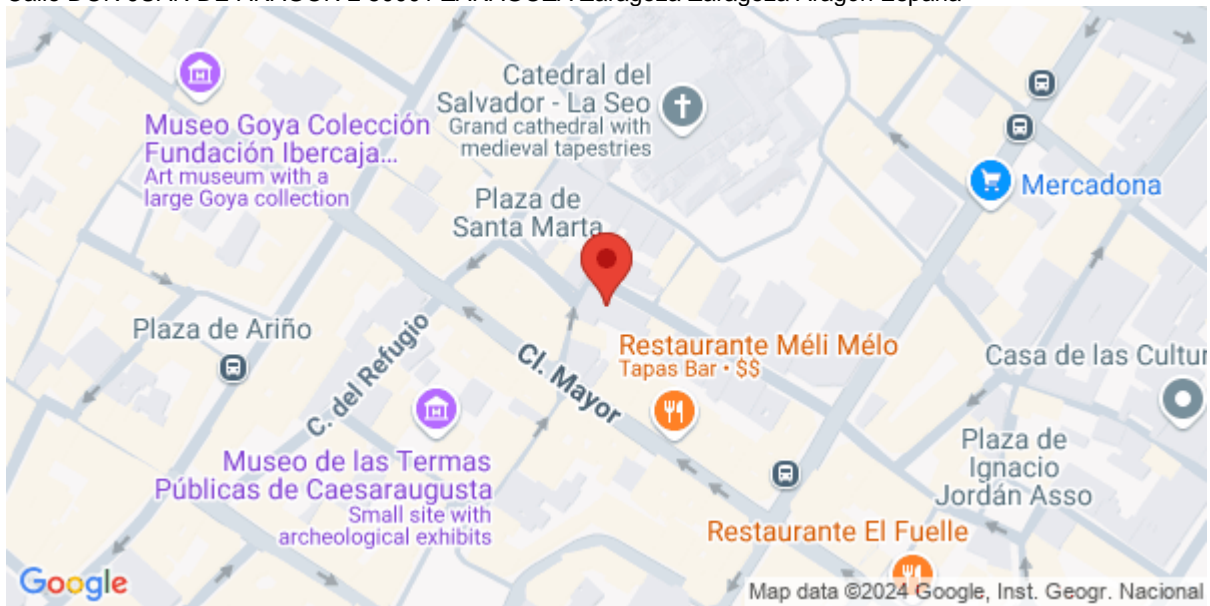 Catedral del
Salvador - La Seo
Grand cathedral with
medieval tapestries
Museo Goya Colección
Fundación Ibercaja...
Art museum with a
large Goya collection
Mercadona
Plaza de
Santa Marta
Plaza de Ariño
C. del Refugio
Cl. Mayor
Restaurante Méli Mélo
Tapas Bar • $$
Casa de las Cultur
Museo de las Termas
Públicas de Caesaraugusta
Small site with
archeological exhibits
Plaza de
Ignacio
Jordán Asso
Restaurante El Fuelle
Google
Map data ©2024 Google, Inst. Geogr. Nacional